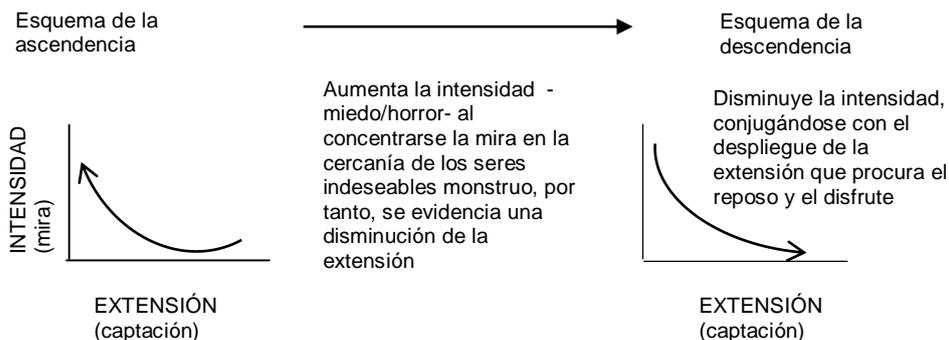 Esquema de la
ascendencia
Esquema de la
descendencia
Aumenta la intensidad -
miedo/horror- al
concentrarse la mira en la
cercanía de los seres
indeseables monstruo, por
tanto, se evidencia una
disminución de la
extensión
Disminuye la intensidad,
conjugándose con el
despliegue de la
extensión que procura el
reposo y el disfrute
INTENSIDAD
(mira)
EXTENSIÓN
(captación)
EXTENSIÓN
(captación)